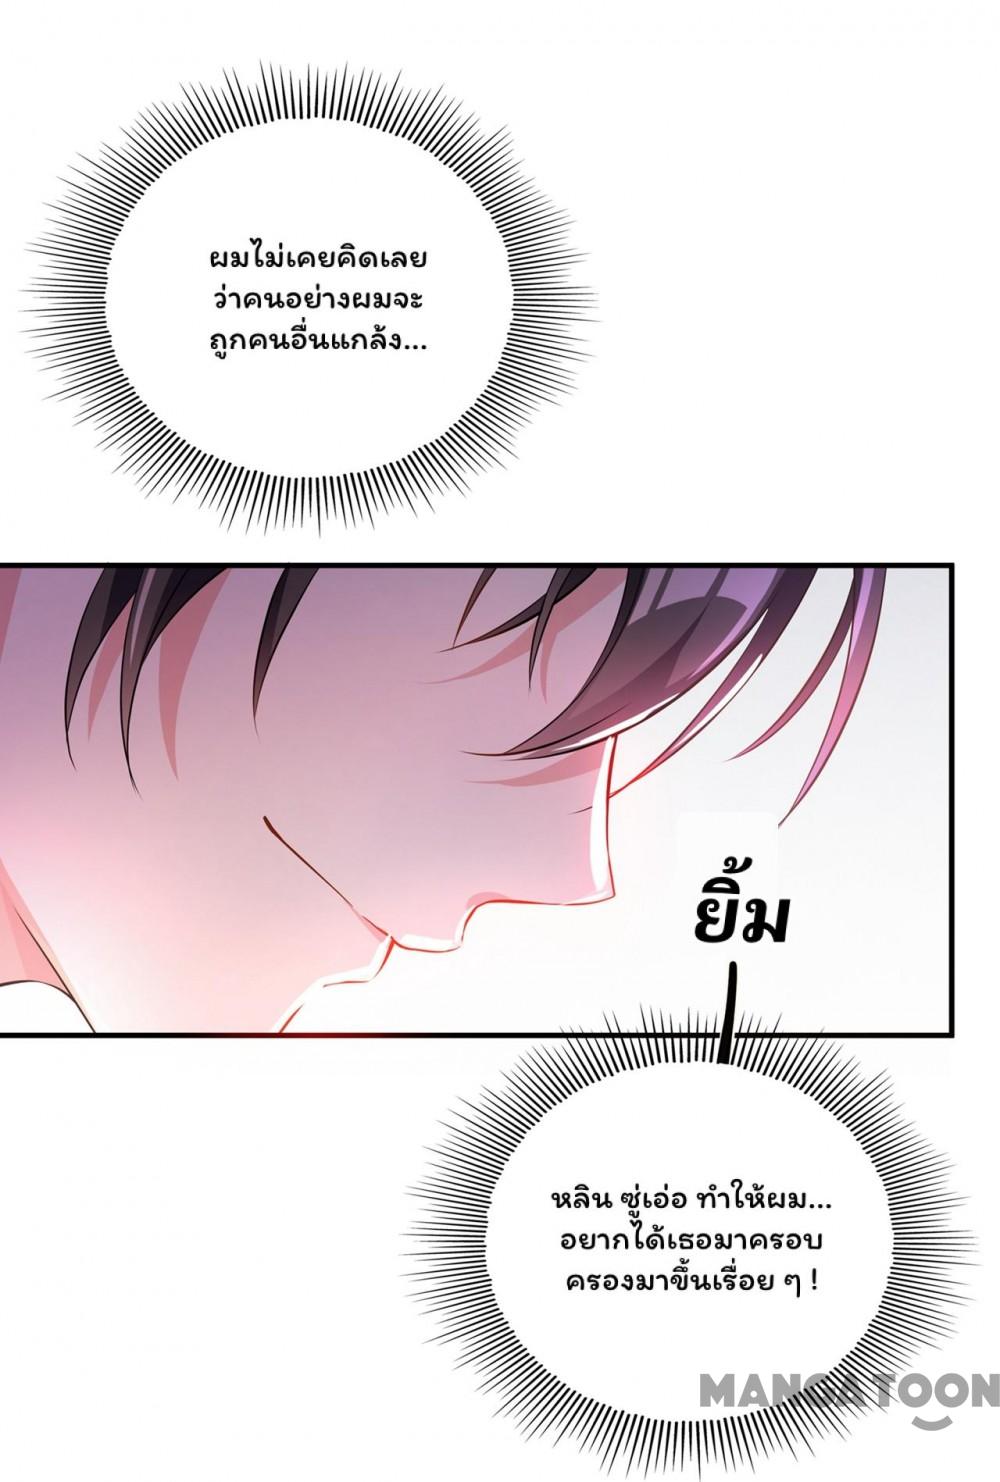 ผมไม่เคยคิดเลย
ว่าคนอย่างผมจะ
ถูกคนอื่นแกล้ง...
ยิ้ม
หลิน ซู่เอ่อ ทำให้ผม...
อยากได้เธอมาครอบ
ครองมาขึ้นเรื่อย ๆ !
MANGATOON